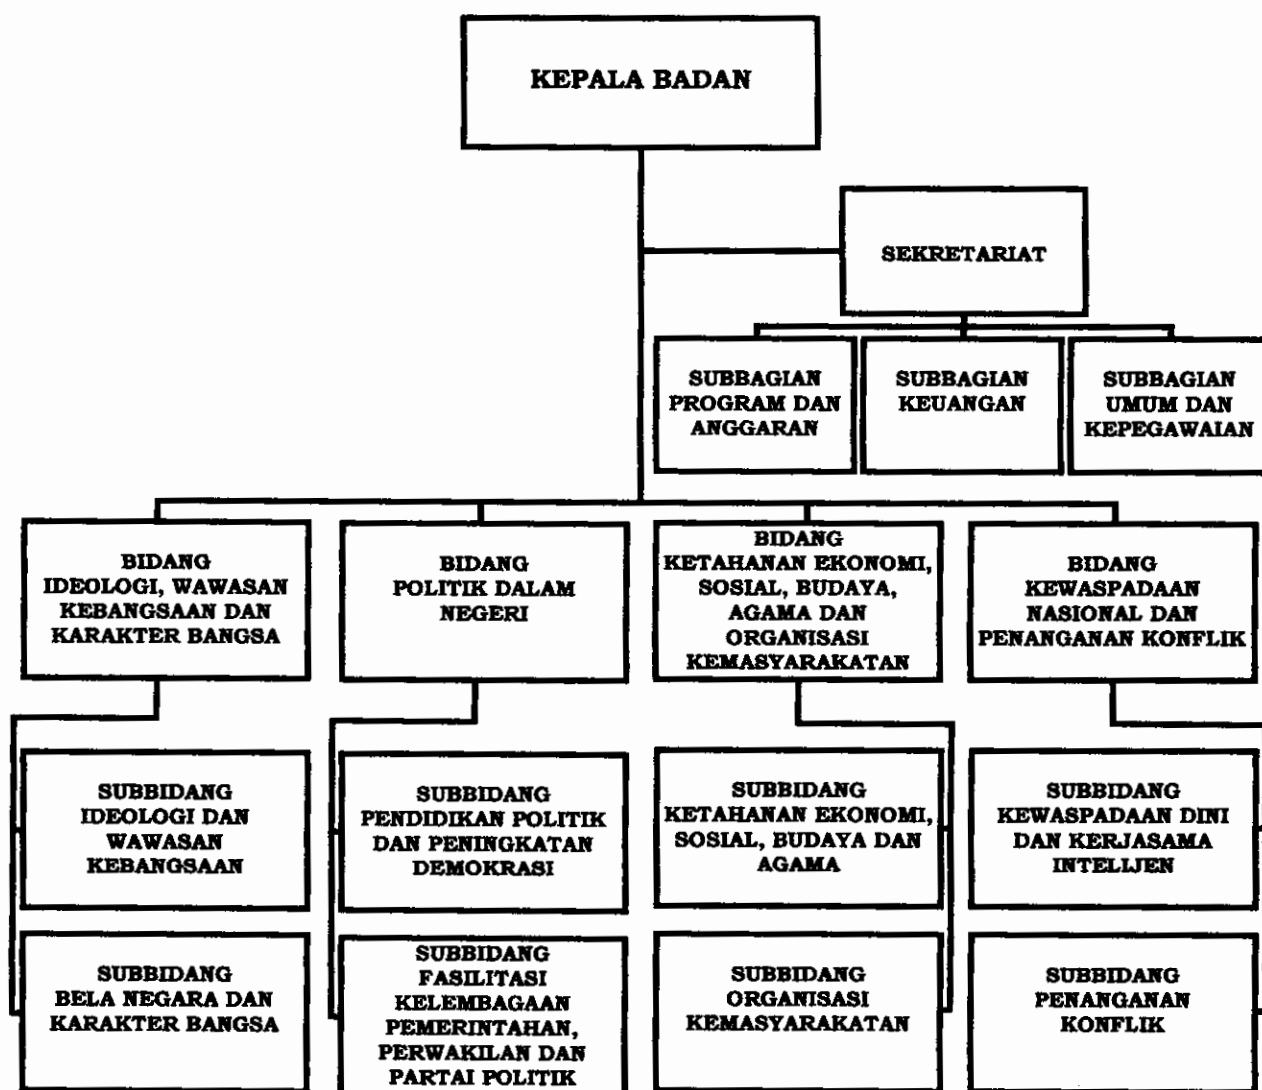 KEPALA BADAN
SEKRETARIAT
SUBBAGIAN
PROGRAM DAN
ANGGARAN
SUBBAGIAN
KEUANGAN
SUBBAGIAN
UMUM DAN
KEPEGAWAIAN
BIDANG
IDEOLOGI, WAWASAN
KEBANGSAAN DAN
KARAKTER BANGSA
BIDANG
POLITIK DALAM
NEGERI
BIDANG
KETAHANAN EKONOMI,
SOSIAL, BUDAYA,
AGAMA DAN
ORGANISASI
KEMASYARAKATAN
BIDANG
KEWASPADAAN
NASIONAL DAN
PENANGANAN KONFLIK
SUBBIDANG
IDEOLOGI DAN
WAWASAN
KEBANGSAAN
SUBBIDANG
PENDIDIKAN POLITIK
DAN PENINGKATAN
DEMOKRASI
SUBBIDANG
KETAHANAN EKONOMI,
SOSIAL, BUDAYA DAN
AGAMA
SUBBIDANG
KEWASPADAAN DINI
DAN KERJASAMA
INTELIJEN
SUBBIDANG
BELA NEGARA DAN
KARAKTER BANGSA
SUBBIDANG
FASILITASI
KELEMBAGAAN
PEMERINTAHAN,
PERWAKILAN DAN
PARTAI POLITIK
SUBBIDANG
ORGANISASI
KEMASYARAKATAN
SUBBIDANG
PENANGANAN
KONFLIK